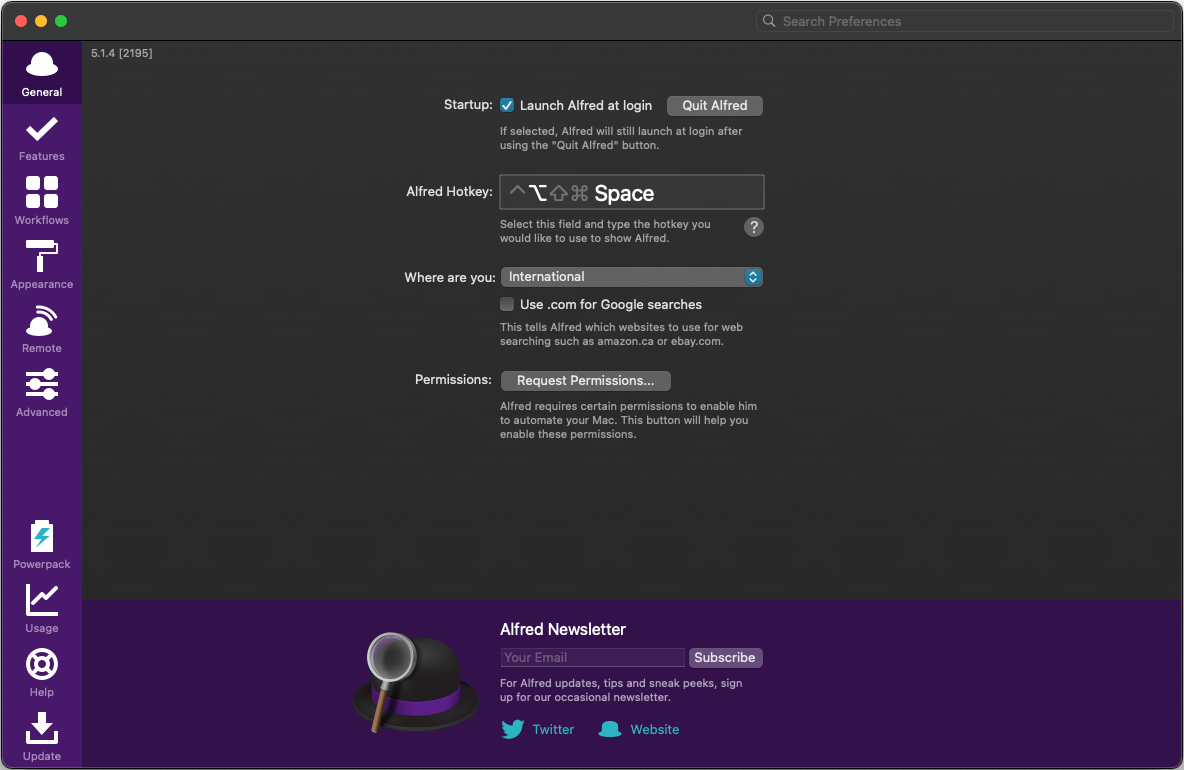 Search Preferences
5.1.4 [2195]
General
Features
Workflows
Appearance
Remote
Advanced
Powerpack
Usage
Help
Update
Startup: Launch Alfred at login Quit Alfred
If selected, Alfred will still launch at login after
using the "Quit Alfred" button.
Alfred Hotkey: ^⌥⇧⌘ Space
Select this field and type the hotkey you
would like to use to show Alfred.
?
Where are you: International
Use .com for Google searches
This tells Alfred which websites to use for web
searching such as amazon.ca or ebay.com.
Permissions: Request Permissions...
Alfred requires certain permissions to enable him
to automate your Mac. This button will help you
enable these permissions.
Alfred Newsletter
Your Email Subscribe
For Alfred updates, tips and sneak peeks, sign
up for our occasional newsletter.
Twitter Website